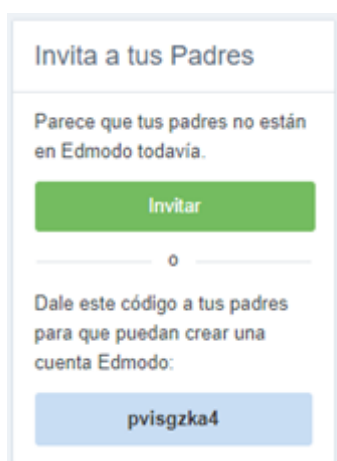 Invita a tus Padres
Parece que tus padres no están
en Edmodo todavía.
Invitar
o
Dale este código a tus padres
para que puedan crear una
cuenta Edmodo:
pvisgzka4